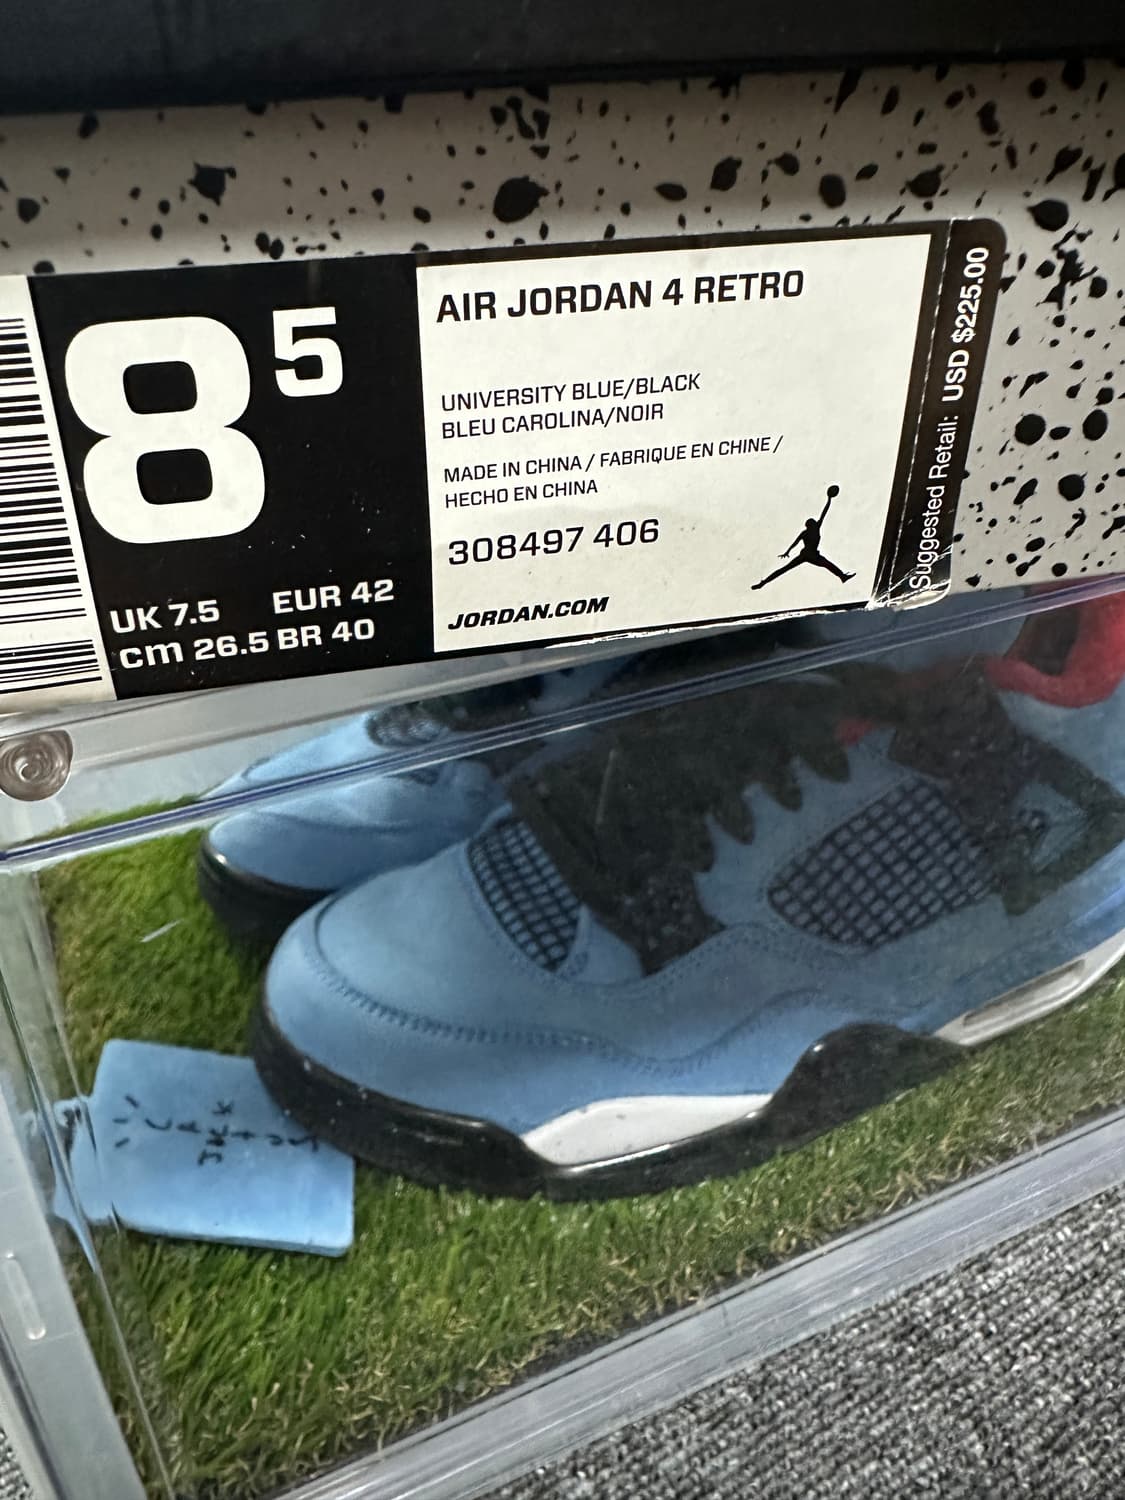 8 5
UK 7.5 EUR 42
cm 26.5 BR 40
AIR JORDAN 4 RETRO
UNIVERSITY BLUE/BLACK
BLEU CAROLINA/NOIR
MADE IN CHINA / FABRIQUE EN CHINE /
HECHO EN CHINA
308497 406
JORDAN.COM
Suggested Retail: USD $225.00